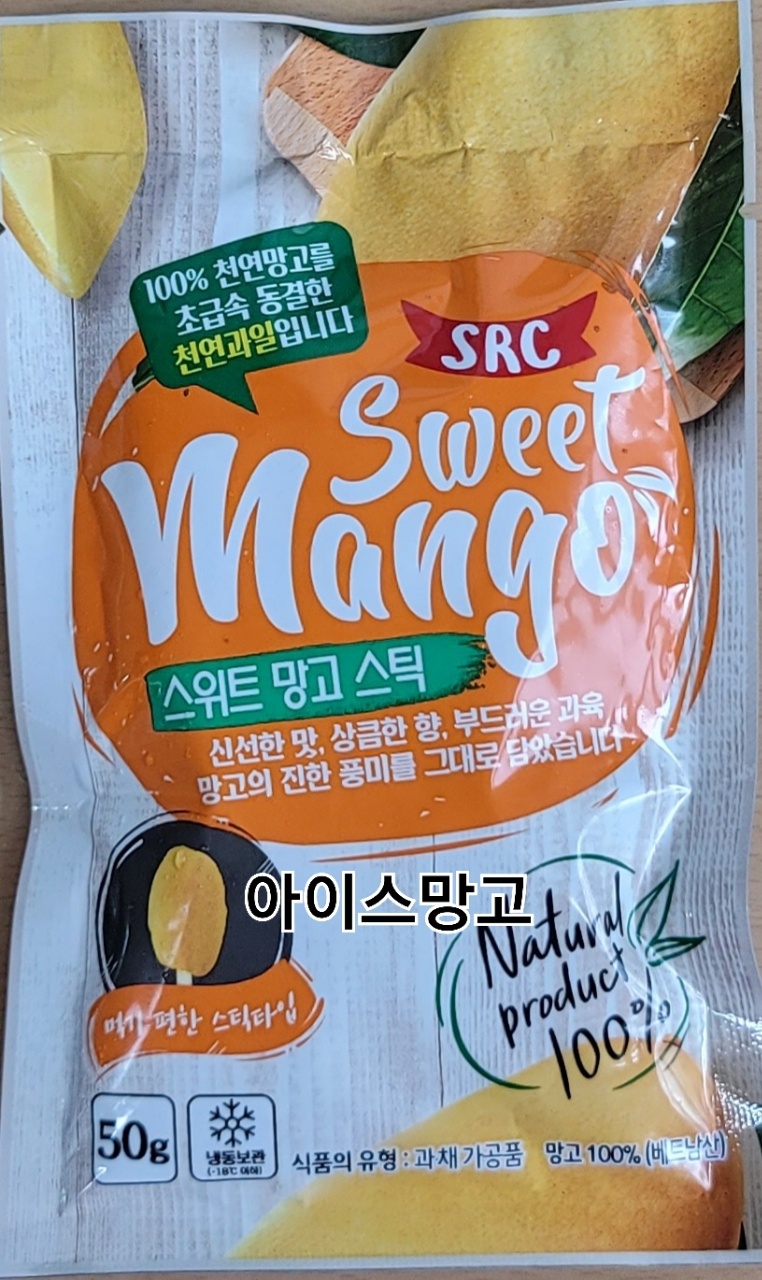 100% 천연망고를
초급속 동결한
천연과일입니다
SRC
Sweet
Mango
스위트 망고 스틱
신선한 맛, 상큼한 향, 부드러운 과육
망고의 진한 풍미를 그대로 담았습니다
아이스망고
Natural
product
100%
먹기 편한 스틱타입
50g
냉동보관
(-18℃ 이하)
식품의 유형 : 과채가공품 망고 100% (베트남산)